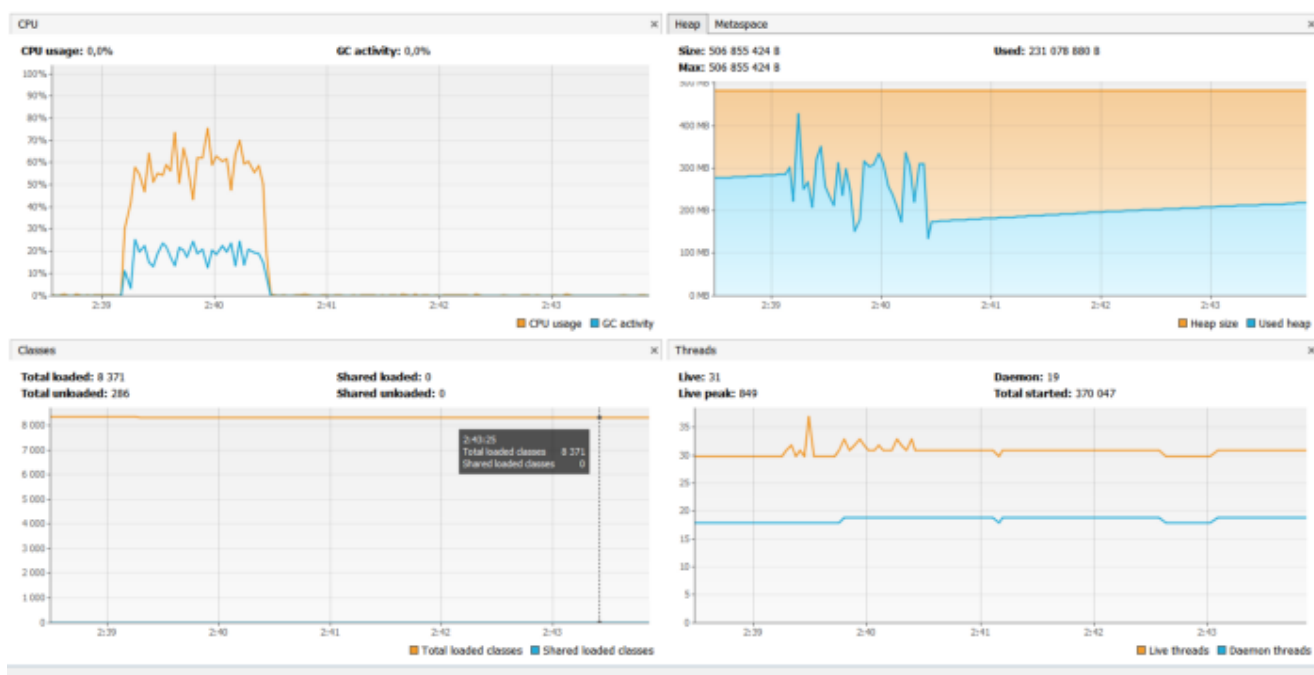 CPU ×
CPU usage: 0,0% GC activity: 0,0%
100%
90%
80%
70%
60%
50%
40%
30%
20%
10%
0%
2:39 2:40 2:41 2:42 2:43
CPU usage GC activity
Heap Metaspace ×
Size: 506 855 424 B Used: 231 078 880 B
Max: 506 855 424 B
500 MB
400 MB
300 MB
200 MB
100 MB
0 MB
2:39 2:40 2:41 2:42 2:43
Heap size Used heap
Classes ×
Total loaded: 8 371 Shared loaded: 0
Total unloaded: 286 Shared unloaded: 0
8 000
7 000
6 000
5 000
4 000
3 000
2 000
1 000
0
2:43:25
Total loaded classes 8 371
Shared loaded classes 0
2:39 2:40 2:41 2:42 2:43
Total loaded classes Shared loaded classes
Threads ×
Live: 31 Daemon: 19
Live peak: 849 Total started: 370 047
35
30
25
20
15
10
5
0
2:39 2:40 2:41 2:42 2:43
Live threads Daemon threads